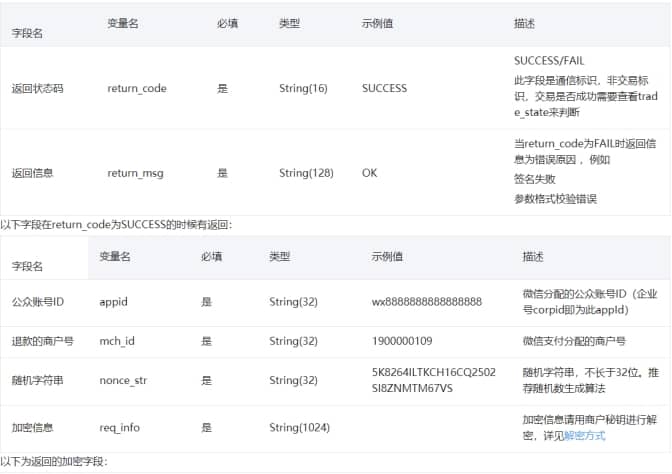 字段名 变量名 必填 类型 示例值 描述
返回状态码 return_code 是 String(16) SUCCESS SUCCESS/FAIL
此字段是通信标识，非交易标
识，交易是否成功需要查看trad
e_state来判断
返回信息 return_msg 是 String(128) OK 当return_code为FAIL时返回信
息为错误原因 ，例如
签名失败
参数格式校验错误
以下字段在return_code为SUCCESS的时候有返回：
字段名 变量名 必填 类型 示例值 描述
公众账号ID appid 是 String(32) wx8888888888888888 微信分配的公众账号ID（企业
号corpid即为此appId）
退款的商户号 mch_id 是 String(32) 1900000109 微信支付分配的商户号
随机字符串 nonce_str 是 String(32) 5K8264ILTKCH16CQ2502
SI8ZNMTM67VS 随机字符串，不长于32位。推
荐随机数生成算法
加密信息 req_info 是 String(1024) 加密信息请用商户秘钥进行解
密，详见解密方式
以下为返回的加密字段：